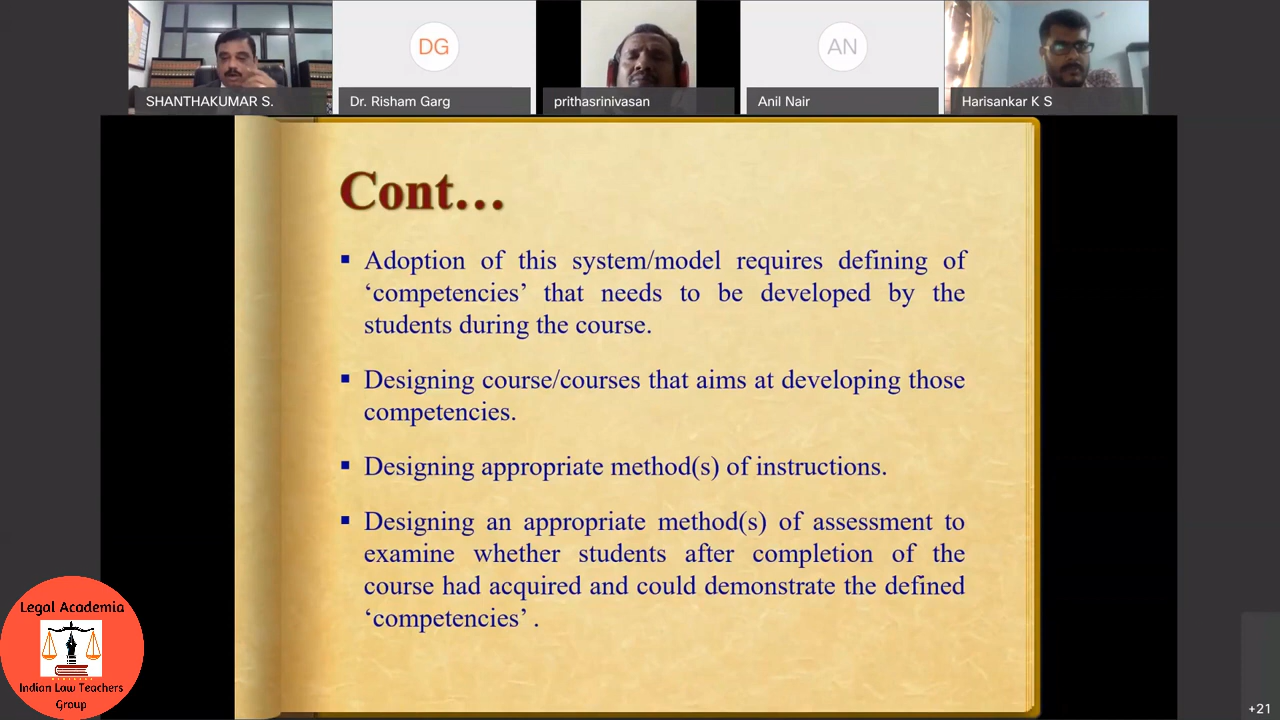 DG
AN
SHANTHAKUMAR S.
Dr. Risham Garg
prithasrinivasan
Anil Nair
Harisankar K S
Cont…
Adoption of this system/model requires defining of
‘competencies’ that needs to be developed by the
students during the course.
Designing course/courses that aims at developing those
competencies.
Designing appropriate method(s) of instructions.
Designing an appropriate method(s) of assessment to
examine whether students after completion of the
course had acquired and could demonstrate the defined
‘competencies’ .
Legal Academia
Indian Law Teachers
Group
+21